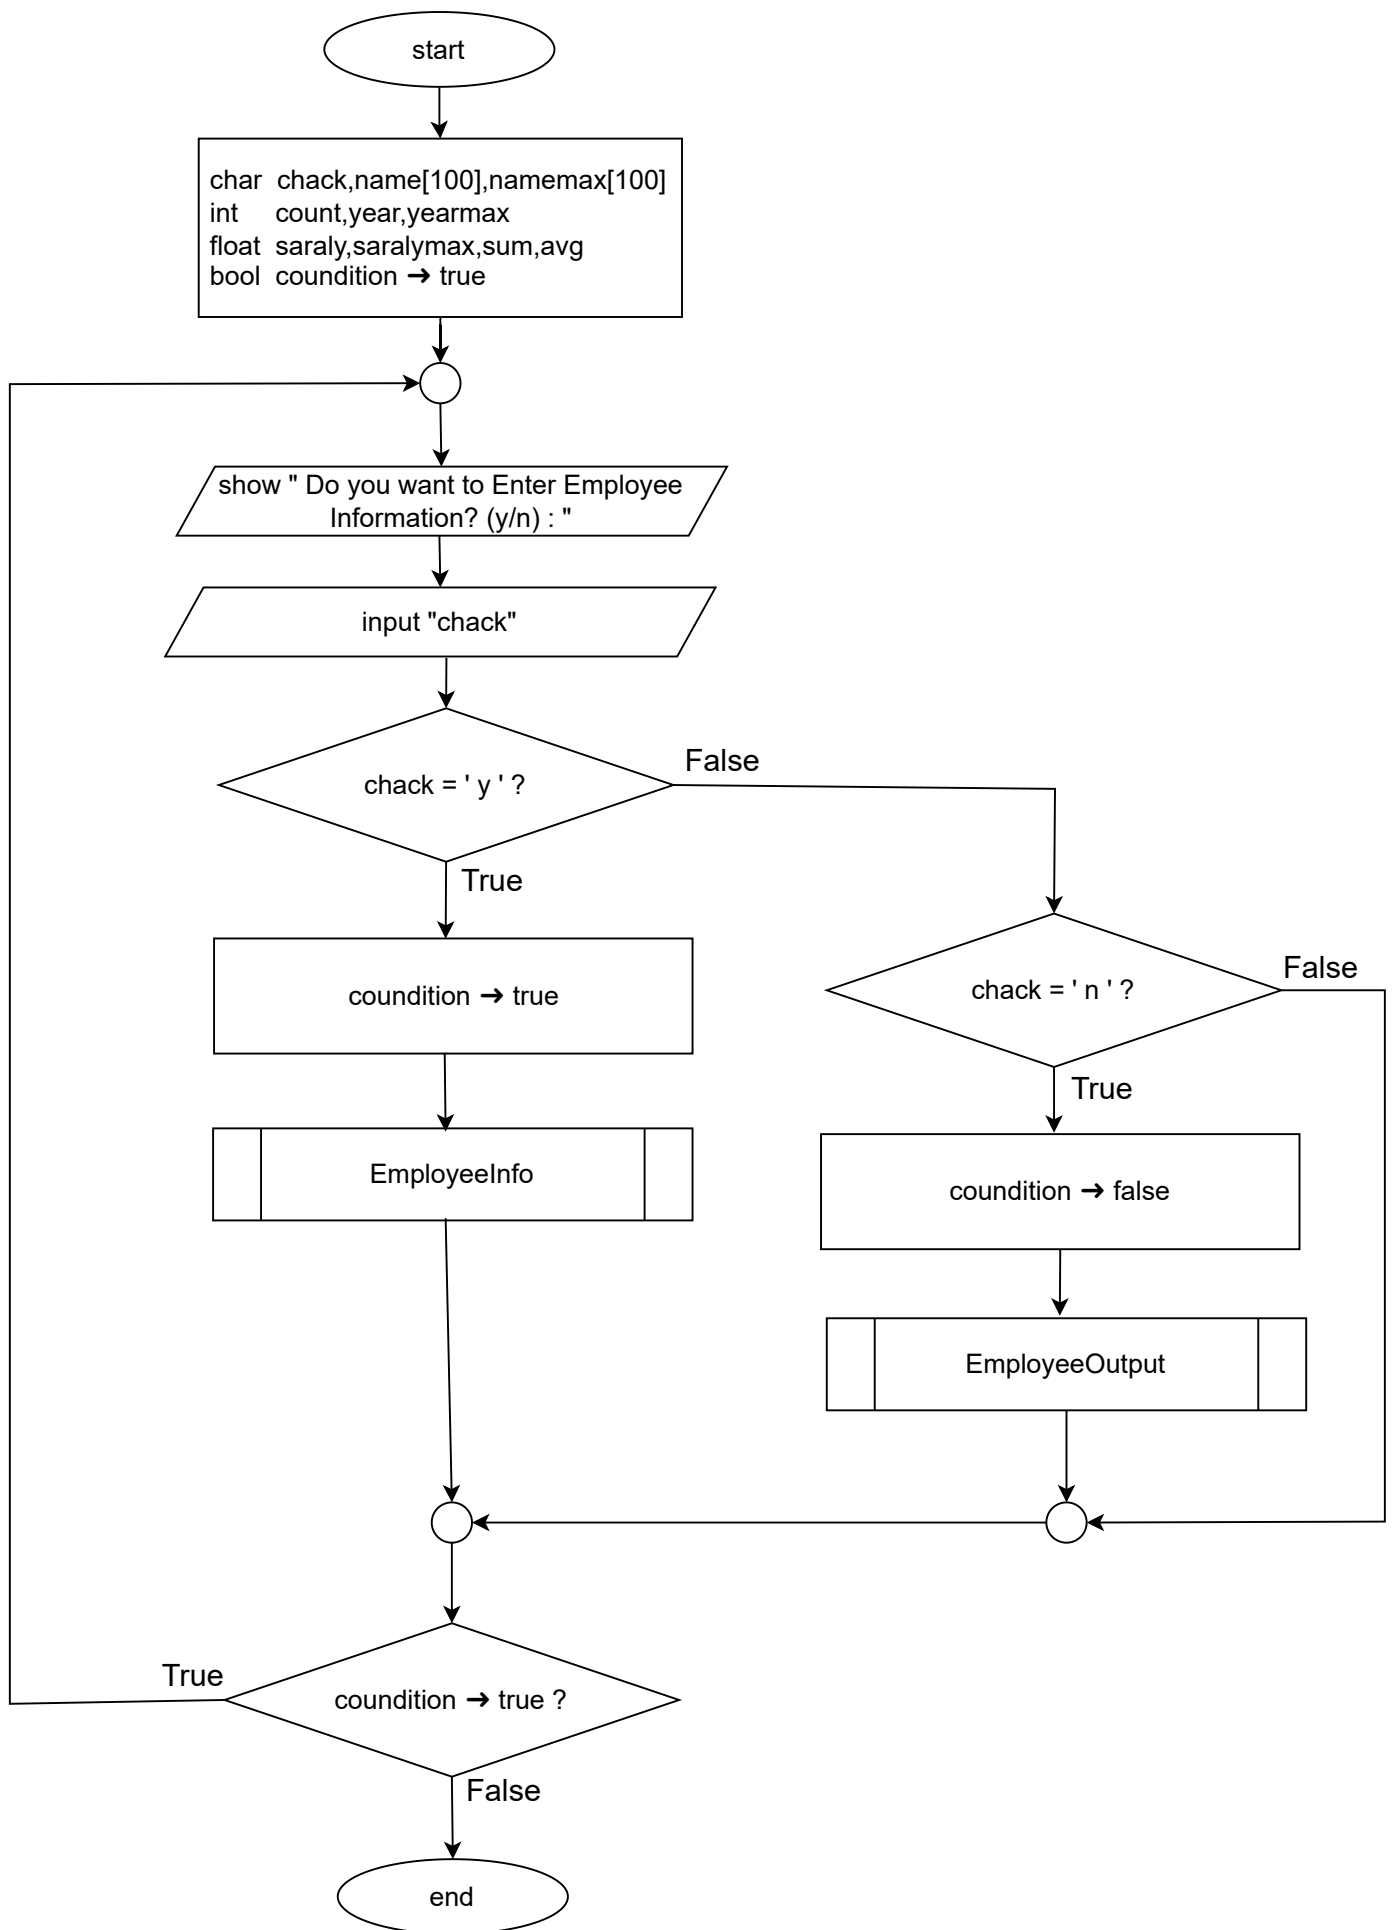 start
char chack,name[100],namemax[100]
int count,year,yearmax
float saraly,saralymax,sum,avg
bool coundition ➜ true
show " Do you want to Enter Employee
Information? (y/n) : "
input "chack"
chack = ' y ' ?
False
True
coundition ➜ true
EmployeeInfo
chack = ' n ' ?
False
True
coundition ➜ false
EmployeeOutput
coundition ➜ true ?
True
False
end